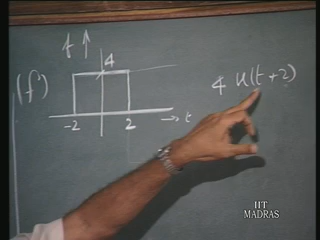 f ↑
4
4 u(t+2)
(f)
-2 2 → t
IIT
MADRAS